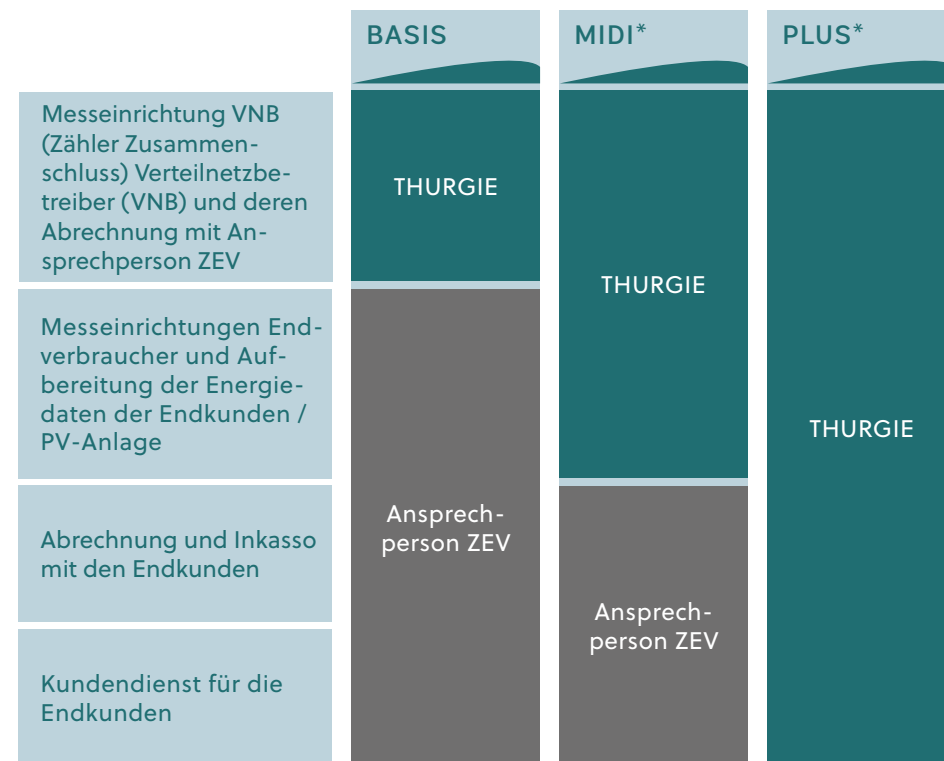 BASIS
MIDI*
PLUS*
Messeinrichtung VNB
(Zähler Zusammen-
schluss) Verteilnetzbe-
treiber (VNB) und deren
Abrechnung mit An-
sprechperson ZEV
THURGIE
THURGIE
Messeinrichtungen End-
verbraucher und Auf-
bereitung der Energie-
daten der Endkunden /
PV-Anlage
THURGIE
Abrechnung und Inkasso
mit den Endkunden
Ansprech-
person ZEV
Ansprech-
person ZEV
Kundendienst für die
Endkunden